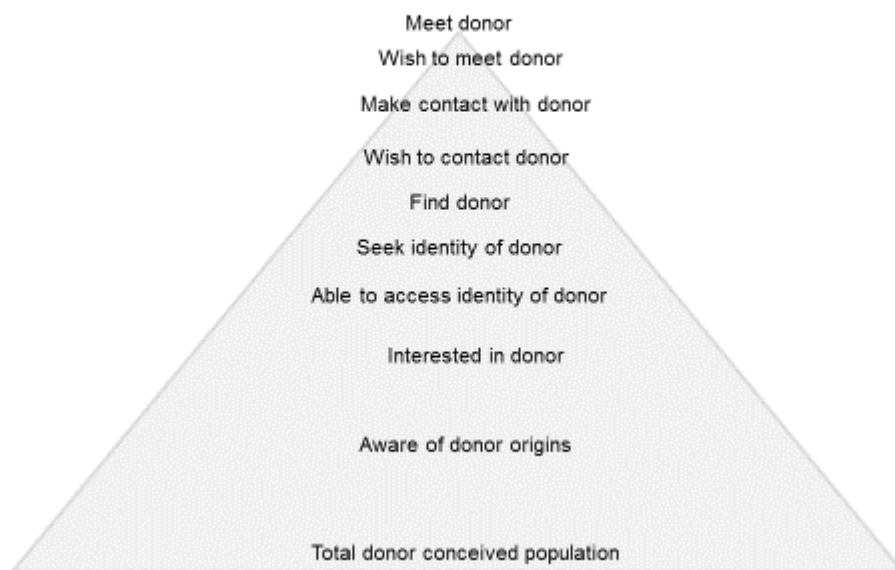 Meet donor
Wish to meet donor
Make contact with donor
Wish to contact donor
Find donor
Seek identity of donor
Able to access identity of donor
Interested in donor
Aware of donor origins
Total donor conceived population